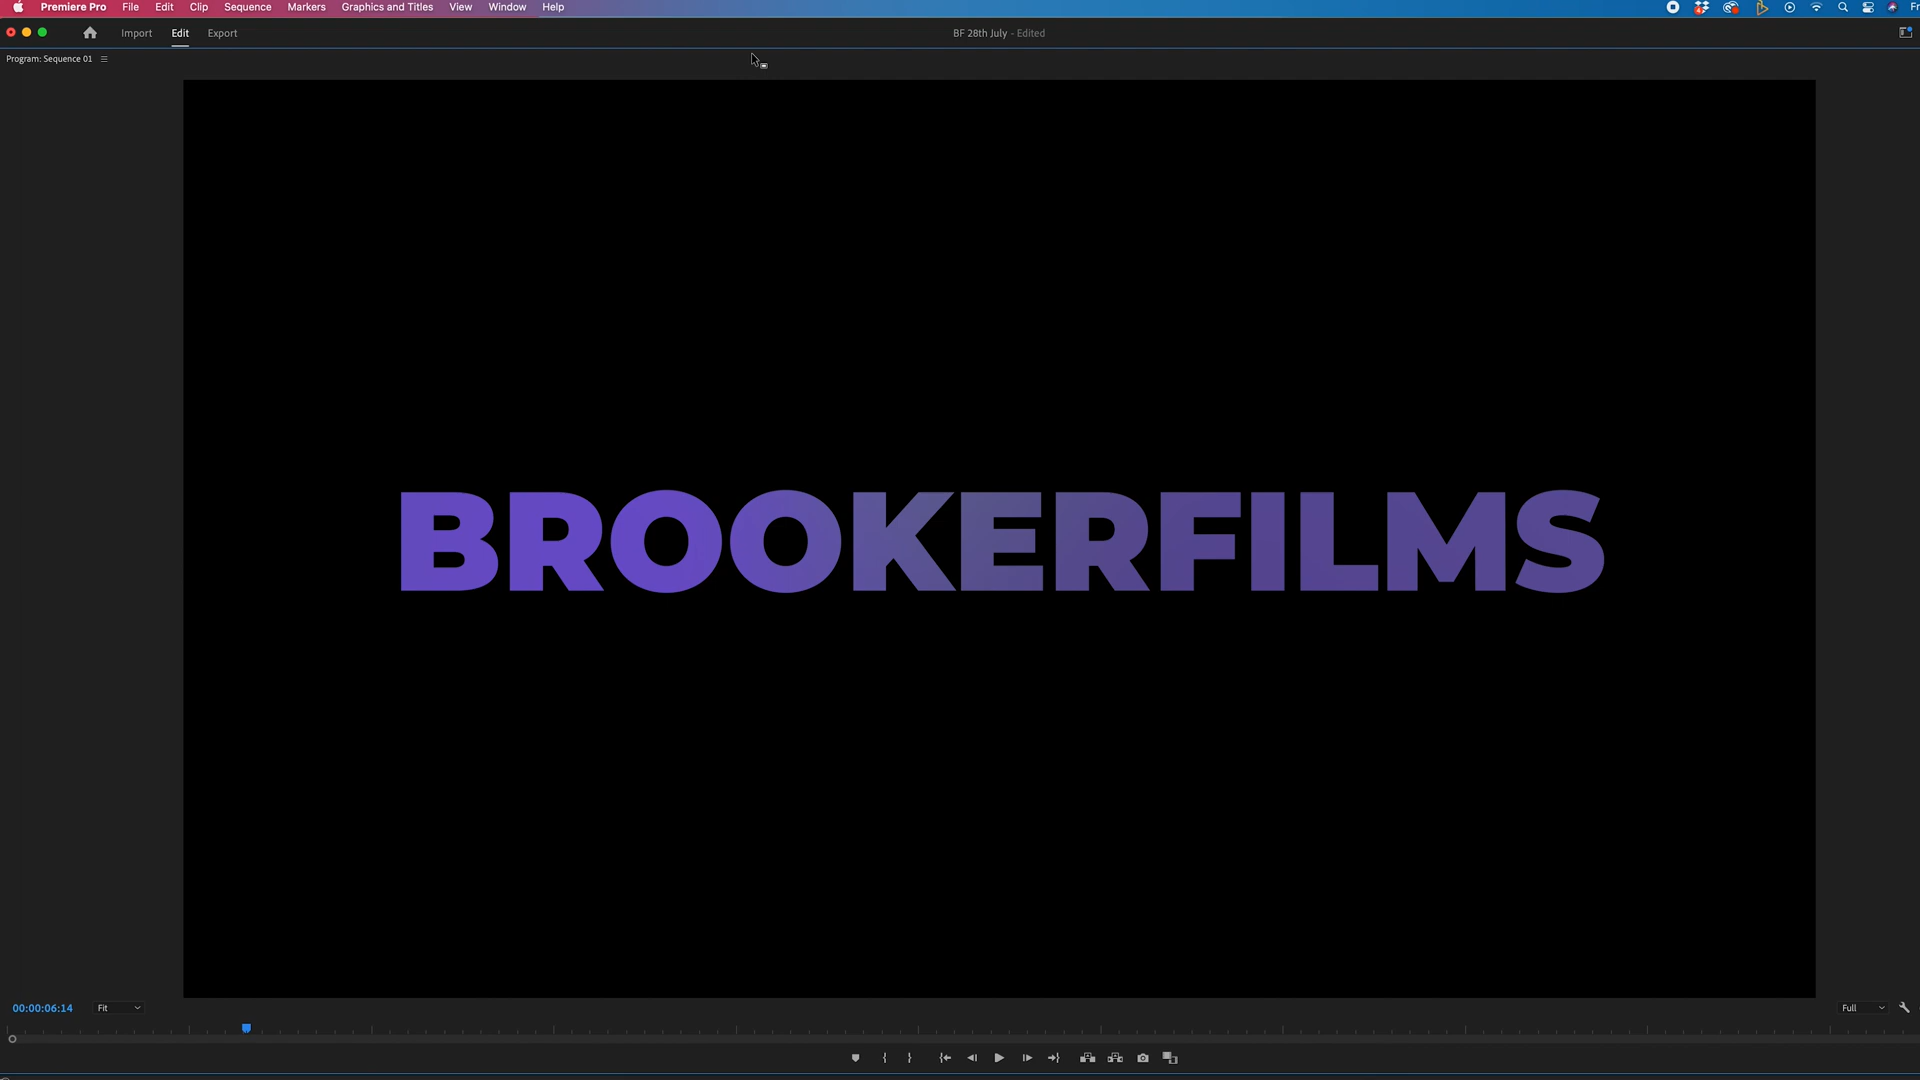 Premiere Pro File Edit Clip Sequence Markers Graphics and Titles View Window Help Fr
Import Edit Export BF 28th July - Edited
Program: Sequence 01
BROOKERFILMS
00:00:06:14 Fit Full